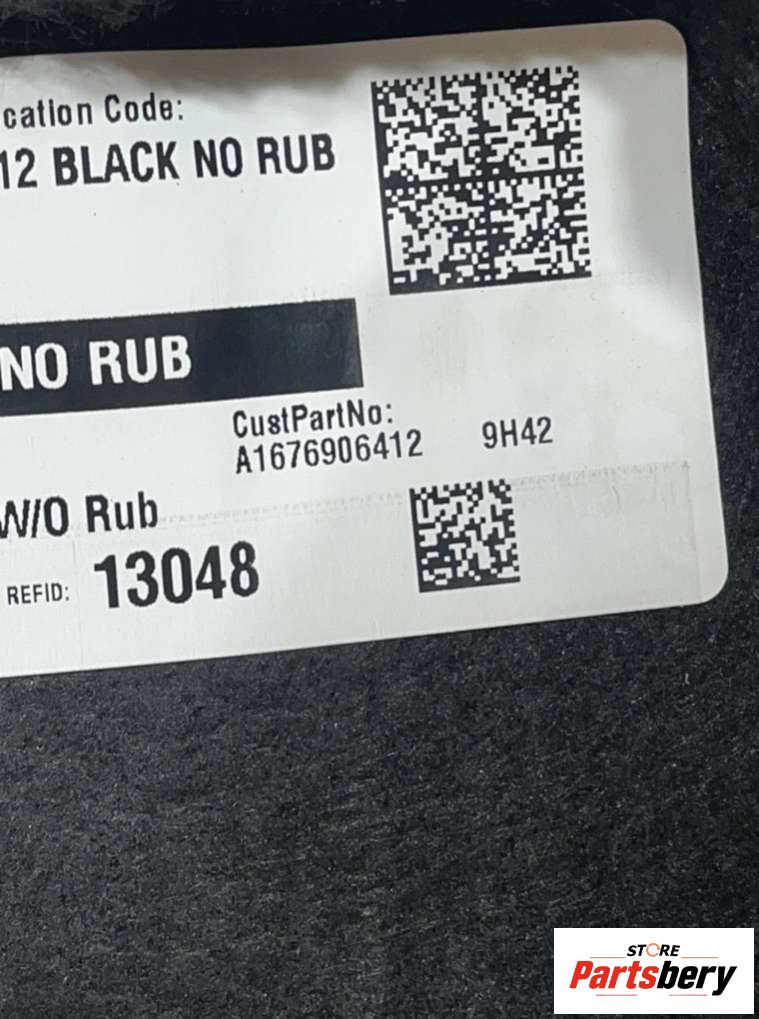 cation Code:
12 BLACK NO RUB
NO RUB
CustPartNo:
A1676906412 9H42
W/O Rub
REFID: 13048
STORE
Partsbery